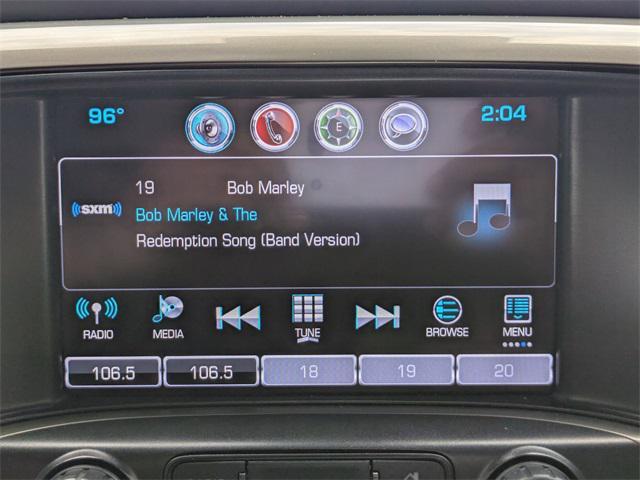 96° 2:04
E
19 Bob Marley
((sxm))
Bob Marley & The
Redemption Song (Band Version)
RADIO MEDIA TUNE BROWSE MENU
106.5 106.5 18 19 20